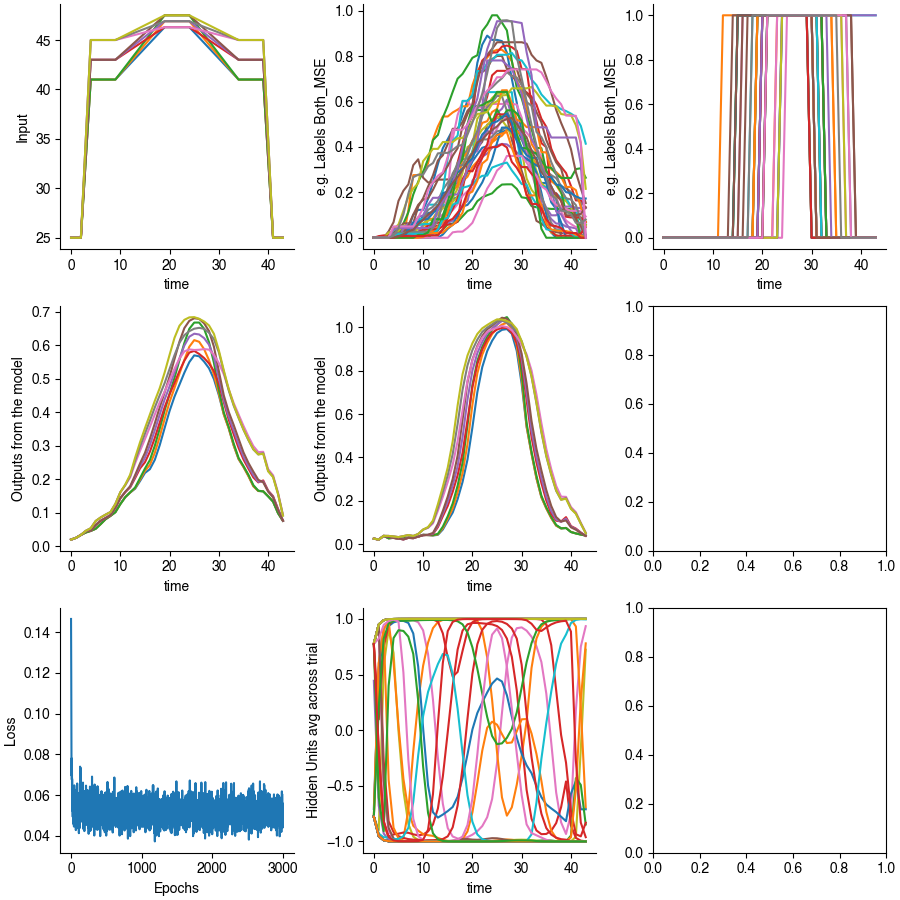 45
40
35
30
25
Input
0 10 20 30 40
time
1.0
0.8
0.6
0.4
0.2
0.0
e.g. Labels Both_MSE
0 10 20 30 40
time
1.0
0.8
0.6
0.4
0.2
0.0
e.g. Labels Both_MSE
0 10 20 30 40
time
0.7
0.6
0.5
0.4
0.3
0.2
0.1
0.0
Outputs from the model
0 10 20 30 40
time
1.0
0.8
0.6
0.4
0.2
0.0
Outputs from the model
0 10 20 30 40
time
1.0
0.8
0.6
0.4
0.2
0.0
0.0 0.2 0.4 0.6 0.8 1.0
0.14
0.12
0.10
0.08
0.06
0.04
Loss
0 1000 2000 3000
Epochs
1.0
0.5
0.0
−0.5
−1.0
Hidden Units avg across trial
0 10 20 30 40
time
1.0
0.8
0.6
0.4
0.2
0.0
0.0 0.2 0.4 0.6 0.8 1.0